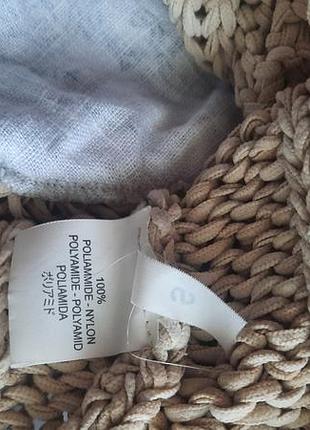 100%
POLIAMMIDE - NYLON
POLYAMIDE - POLYAMID
POLIAMIDA
ポリアミド
S